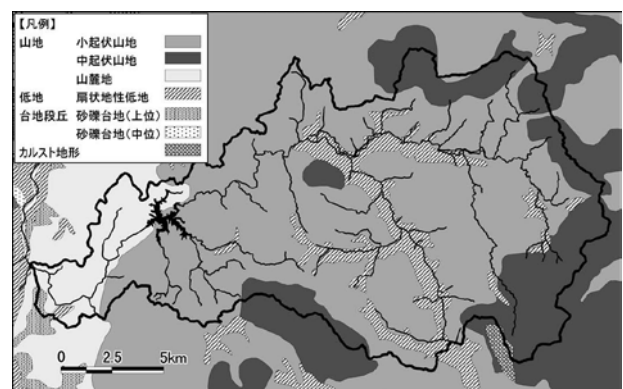 【凡例】
山地 小起伏山地
中起伏山地
山麓地
低地 扇状地性低地
台地段丘 砂礫台地(上位)
砂礫台地(中位)
カルスト地形
0 2.5 5km